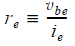 r_e ≡ v_be / i_e